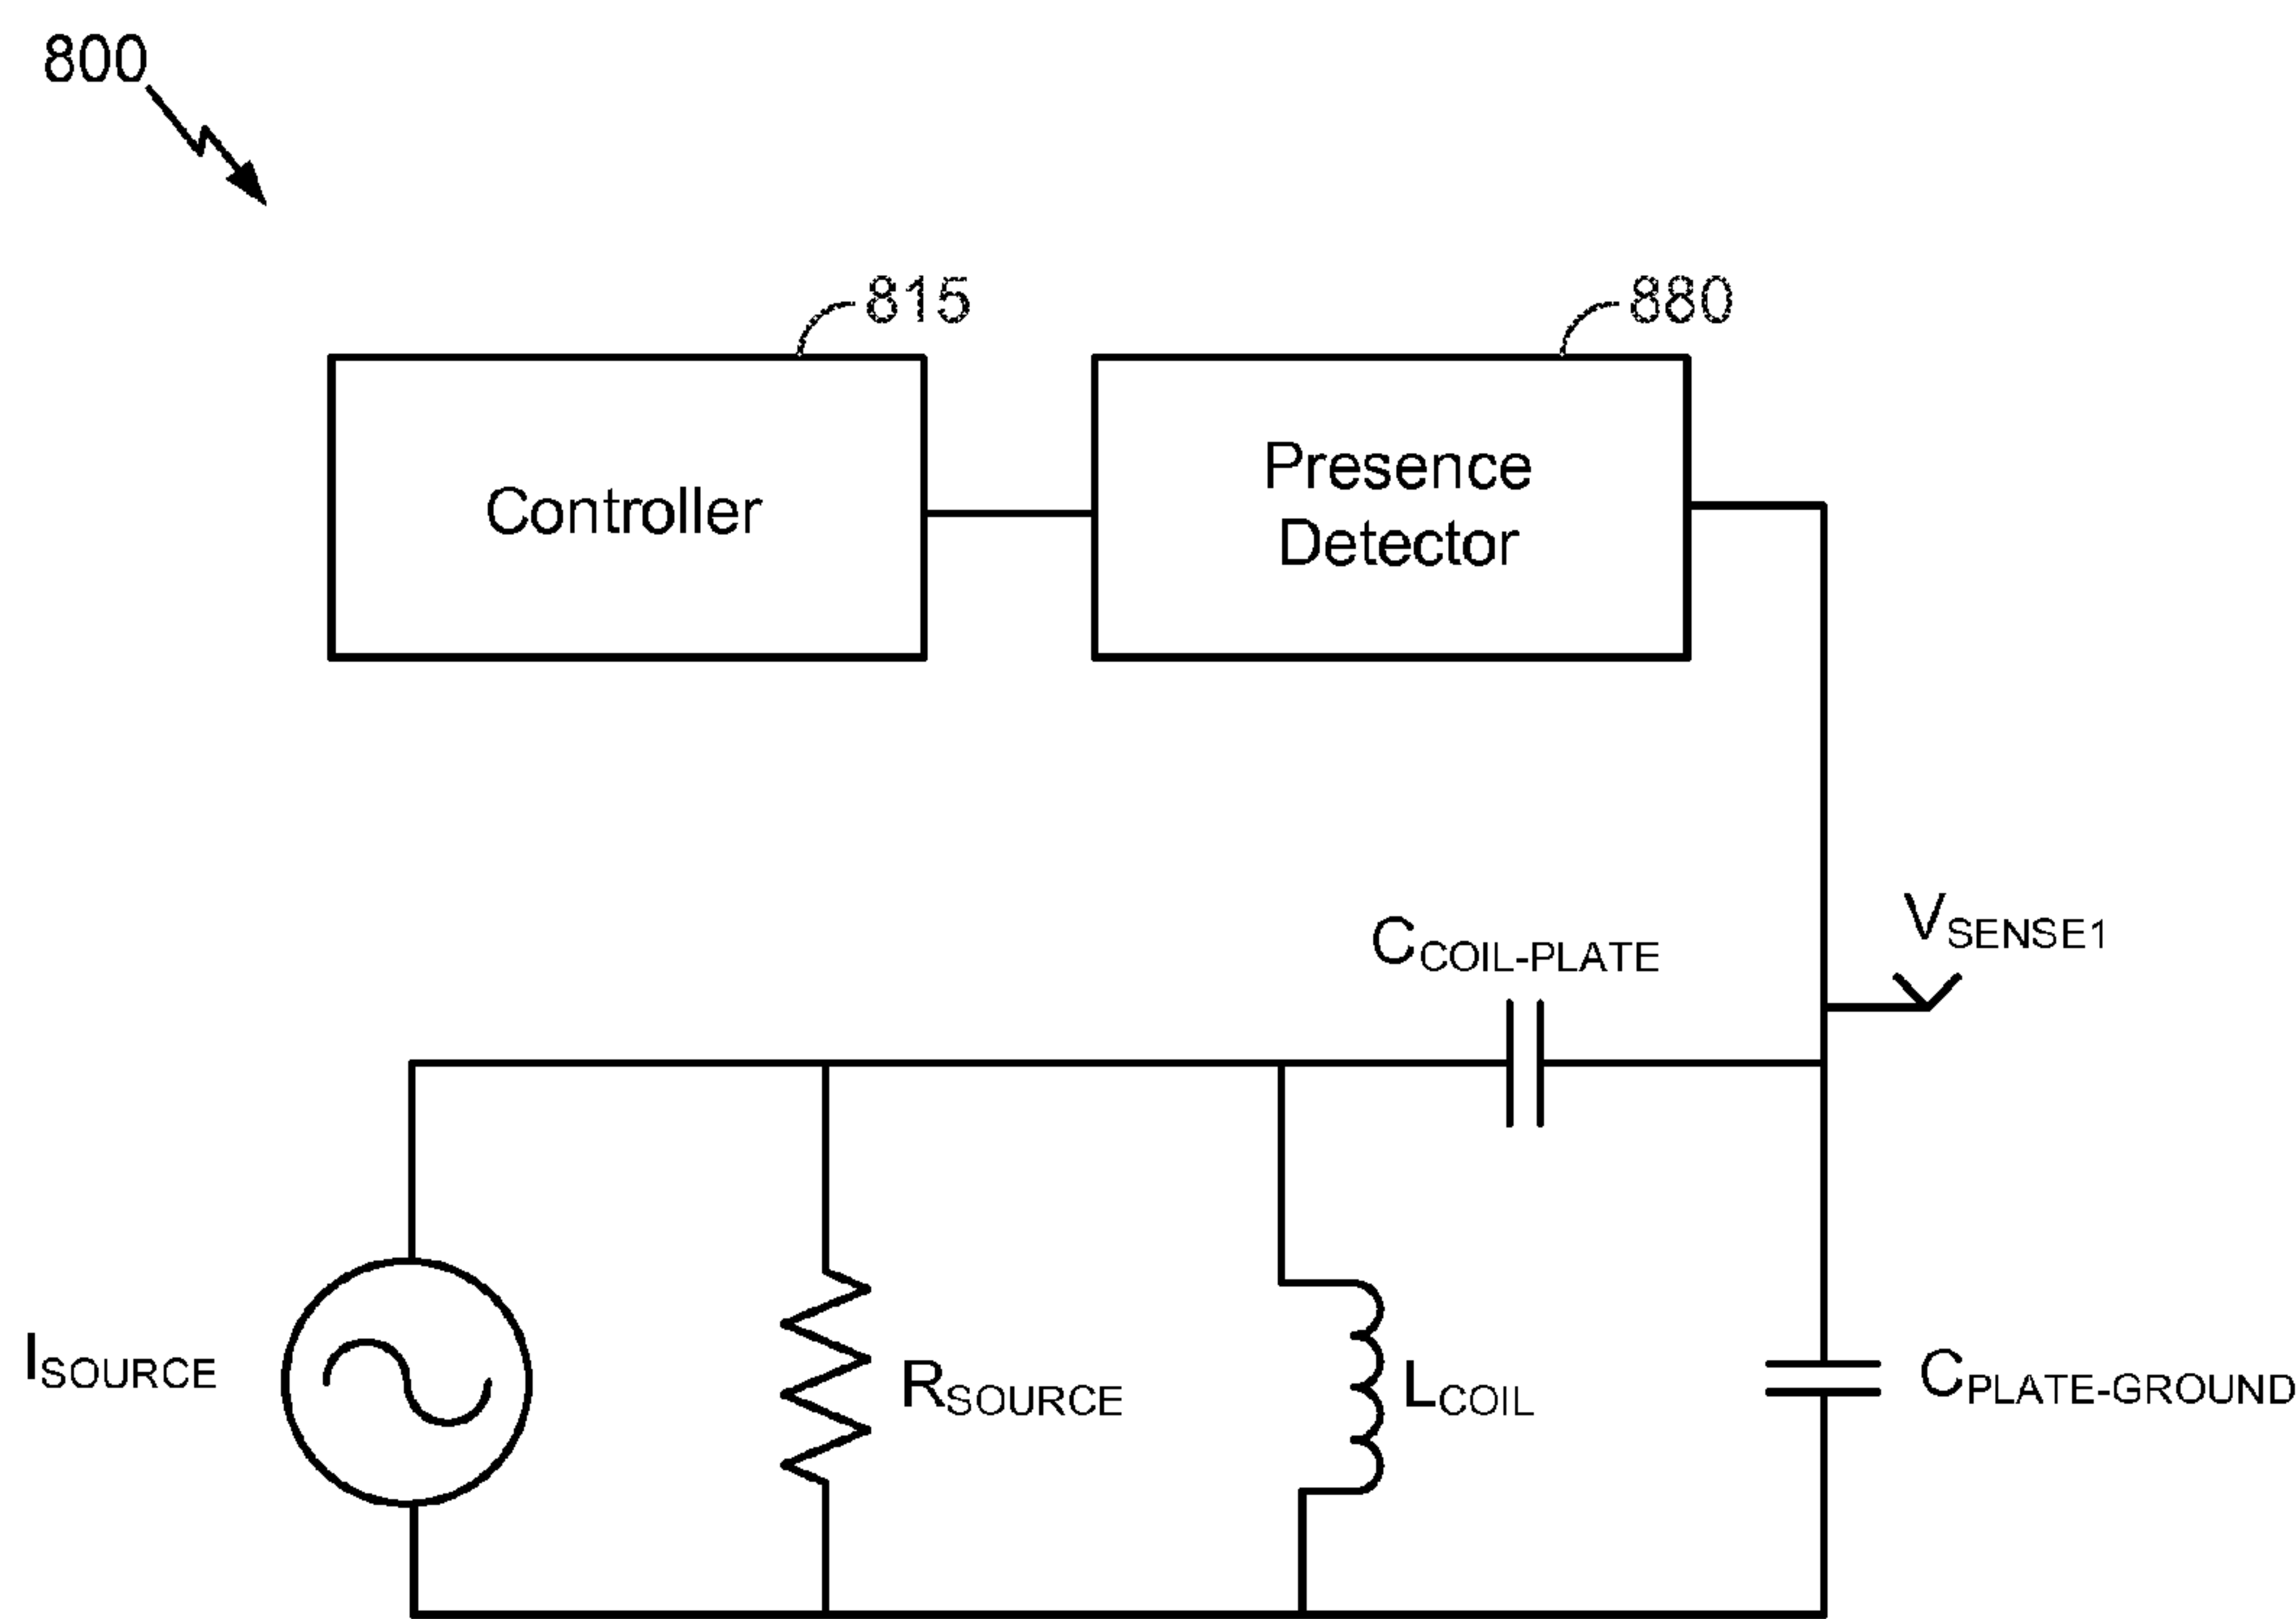 800
815
880
Controller
Presence
Detector
VSENSE1
CCOIL-PLATE
ISOURCE
RSOURCE
LCOIL
CPLATE-GROUND